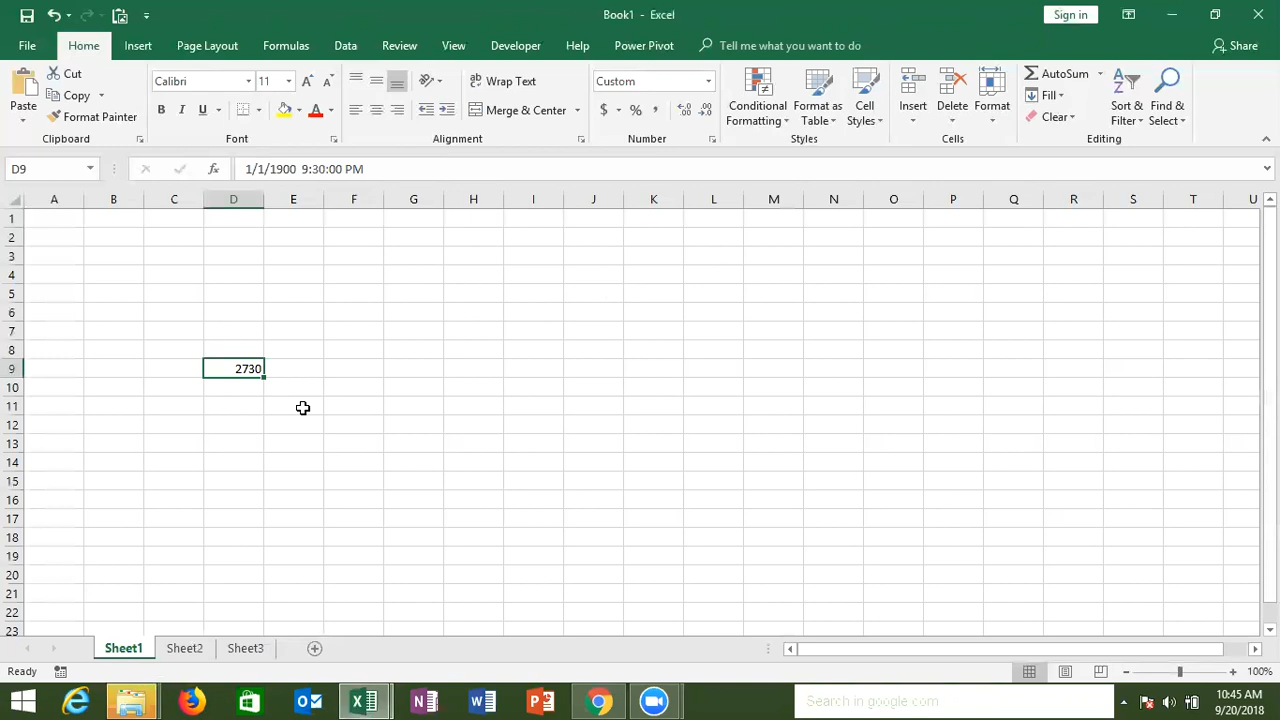 Book1 - Excel
Sign in
File Home Insert Page Layout Formulas Data Review View Developer Help Power Pivot Tell me what you want to do Share
Paste
Cut
Copy
Format Painter
Calibri 11
B I U
Wrap Text
Merge & Center
Custom
$ % ,
Conditional Formatting
Format as Table
Cell Styles
Insert
Delete
Format
AutoSum
Fill
Clear
Sort & Filter
Find & Select
Clipboard Font Alignment Number Styles Cells Editing
D9 fx 1/1/1900 9:30:00 PM
A B C D E F G H I J K L M N O P Q R S T U
1
2
3
4
5
6
7
8
9 2730
10
11
12
13
14
15
16
17
18
19
20
21
22
23
Sheet1 Sheet2 Sheet3
Ready 100%
Search in google.com
10:45 AM
9/20/2018